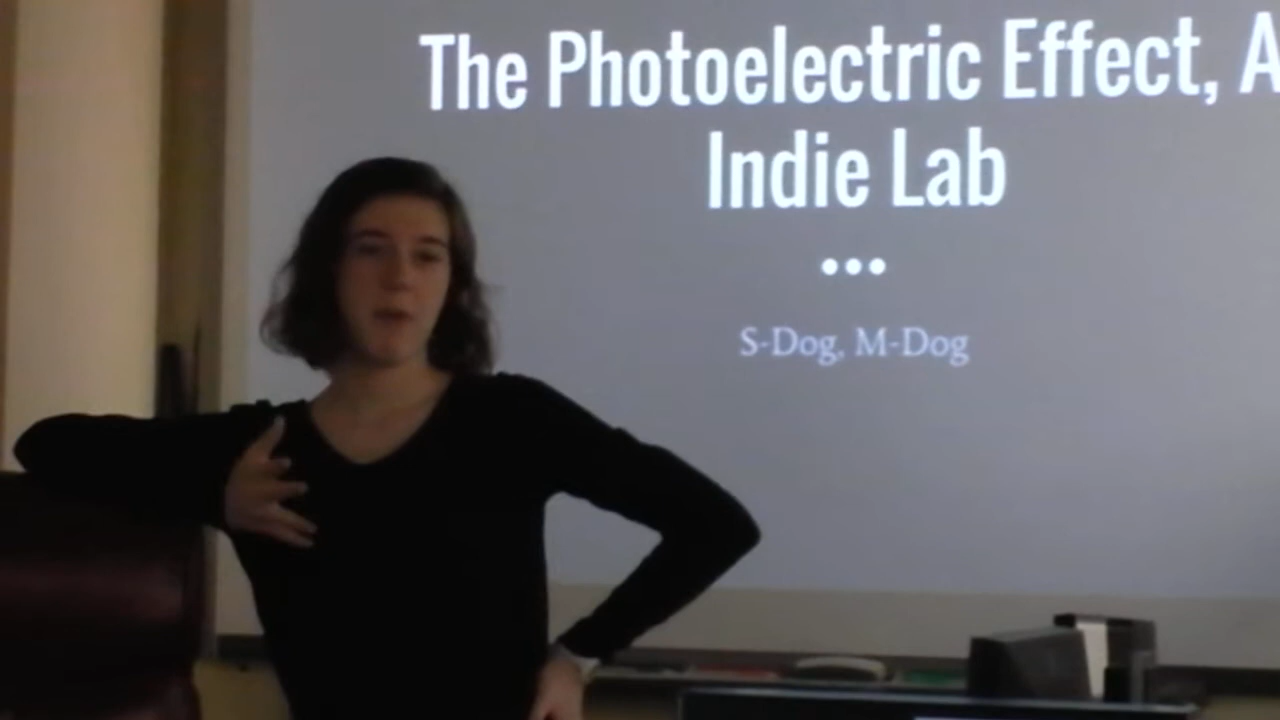 The Photoelectric Effect, A
Indie Lab
S-Dog, M-Dog